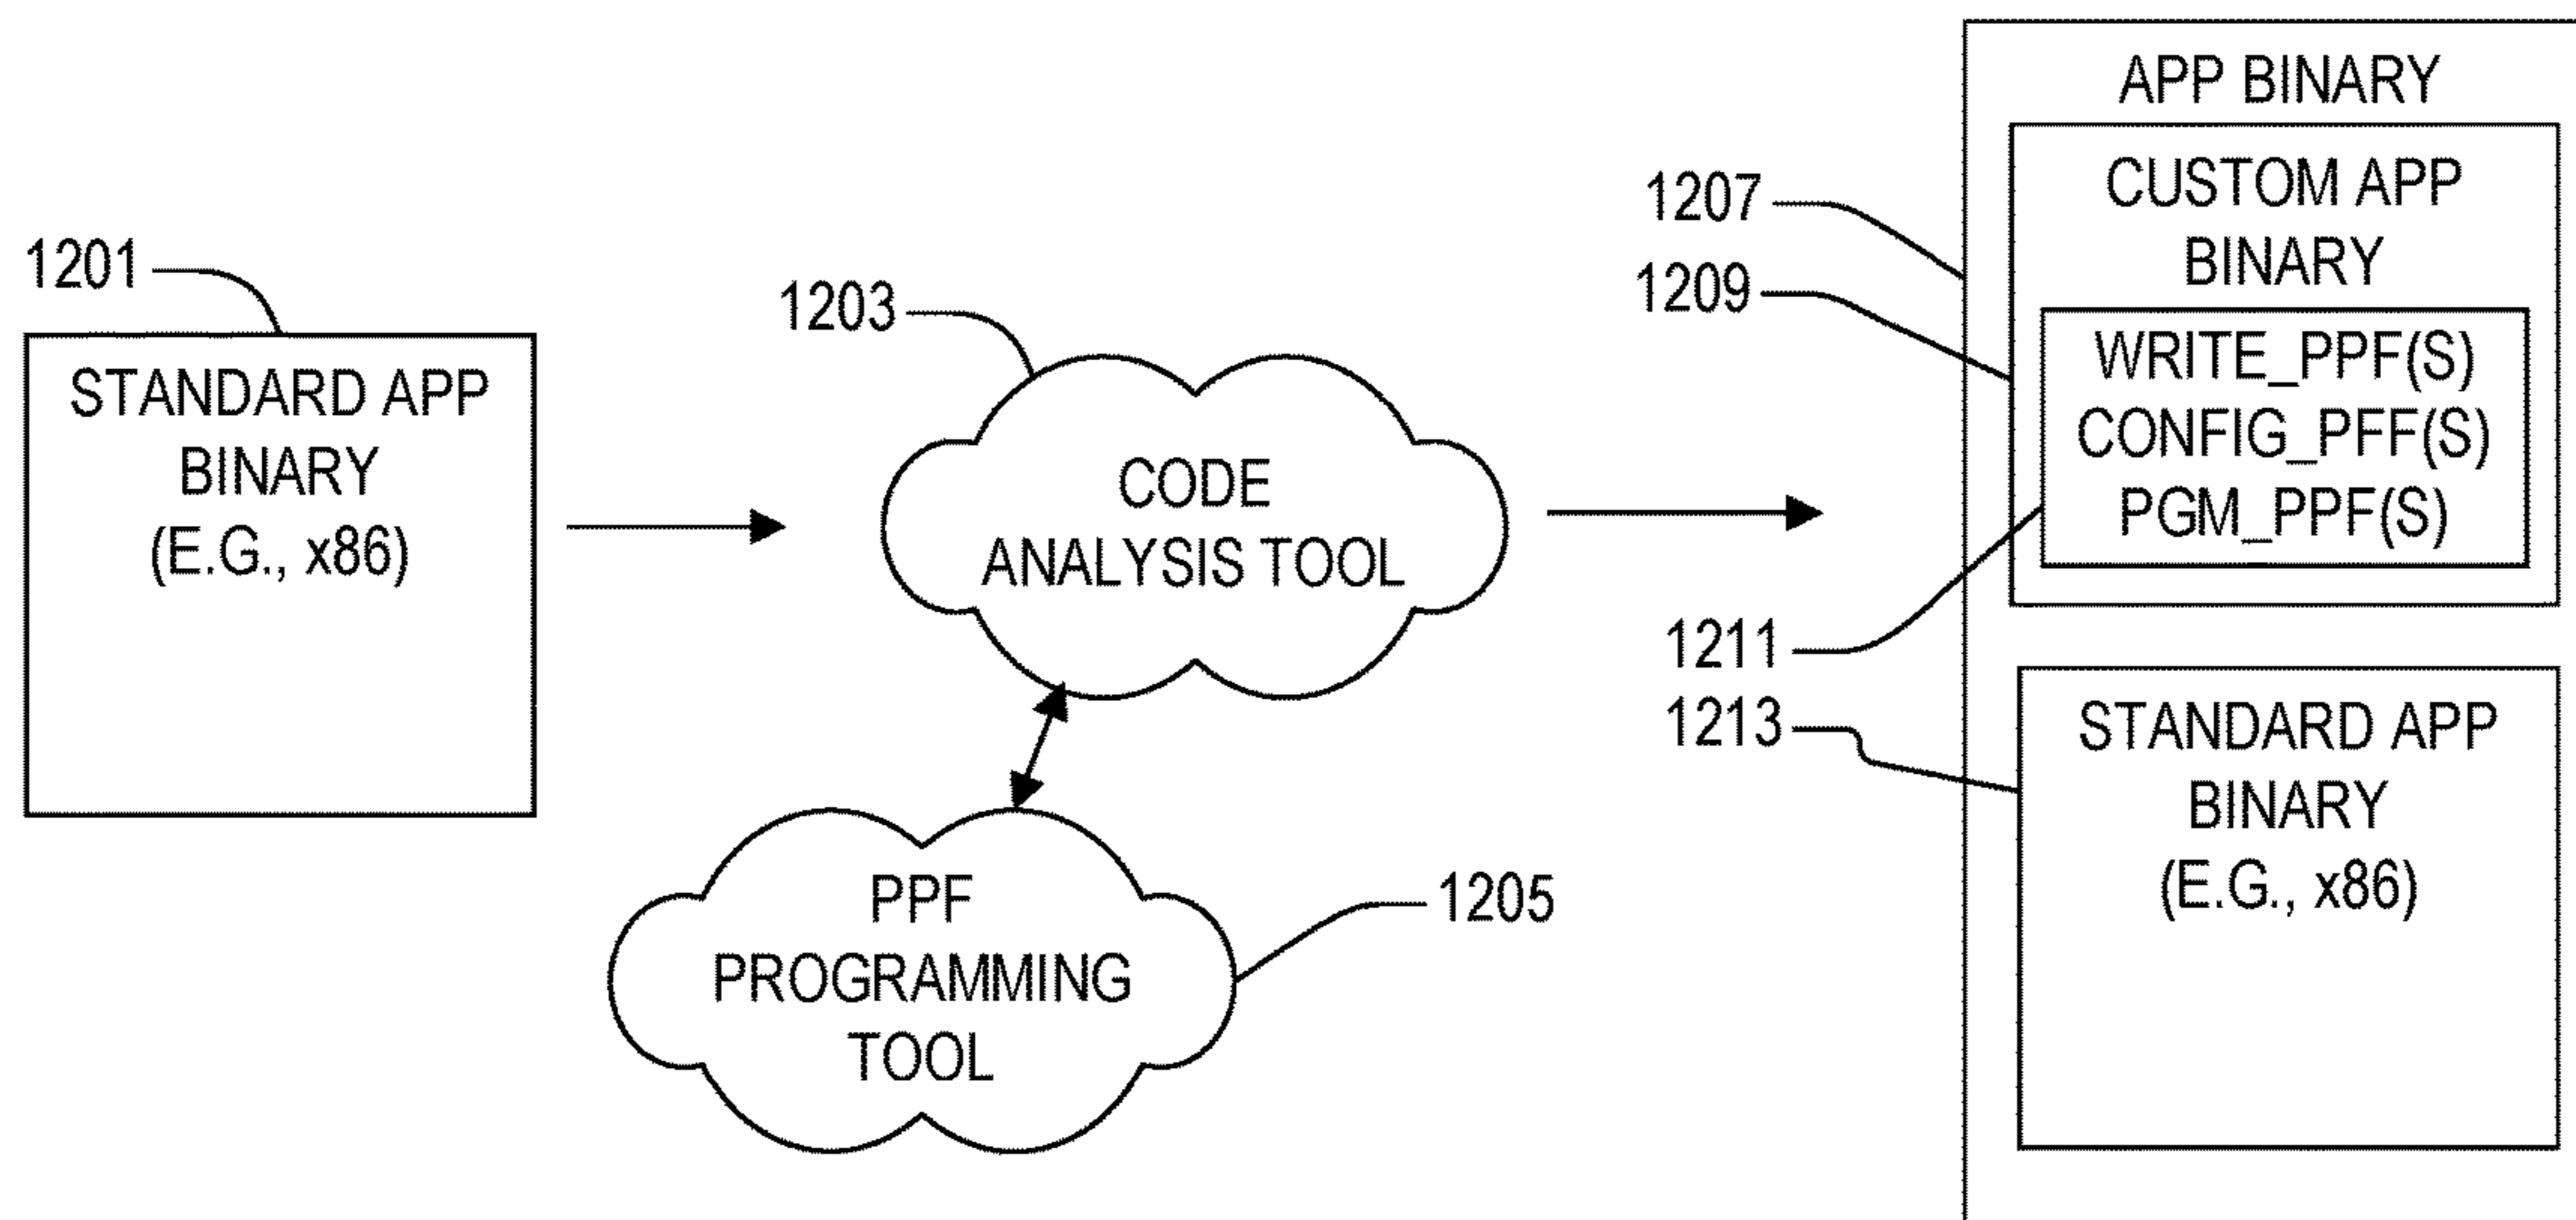 1201
STANDARD APP
BINARY
(E.G., x86)
1203
CODE
ANALYSIS TOOL
PPF
PROGRAMMING
TOOL
1205
APP BINARY
1207
CUSTOM APP
BINARY
1209
WRITE_PPF(S)
CONFIG_PFF(S)
PGM_PPF(S)
1211
1213
STANDARD APP
BINARY
(E.G., x86)